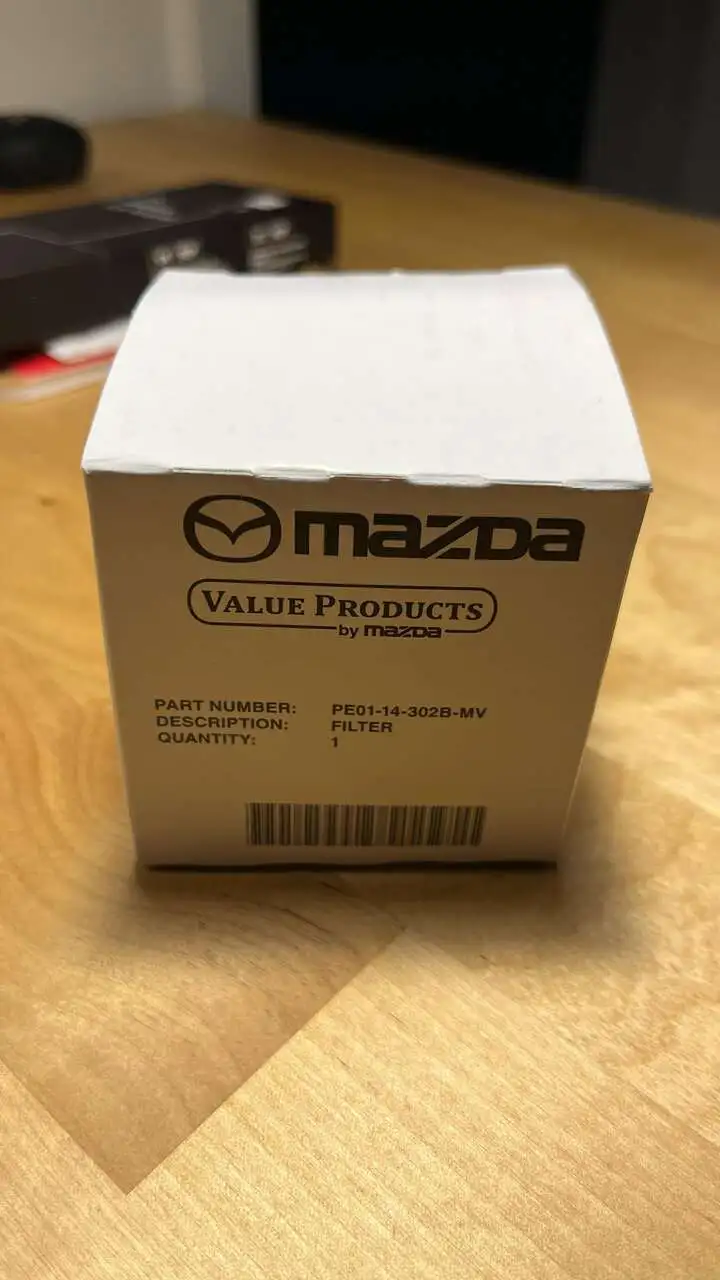 mazda
VALUE PRODUCTS
by mazda
PART NUMBER: PE01-14-302B-MV
DESCRIPTION: FILTER
QUANTITY: 1